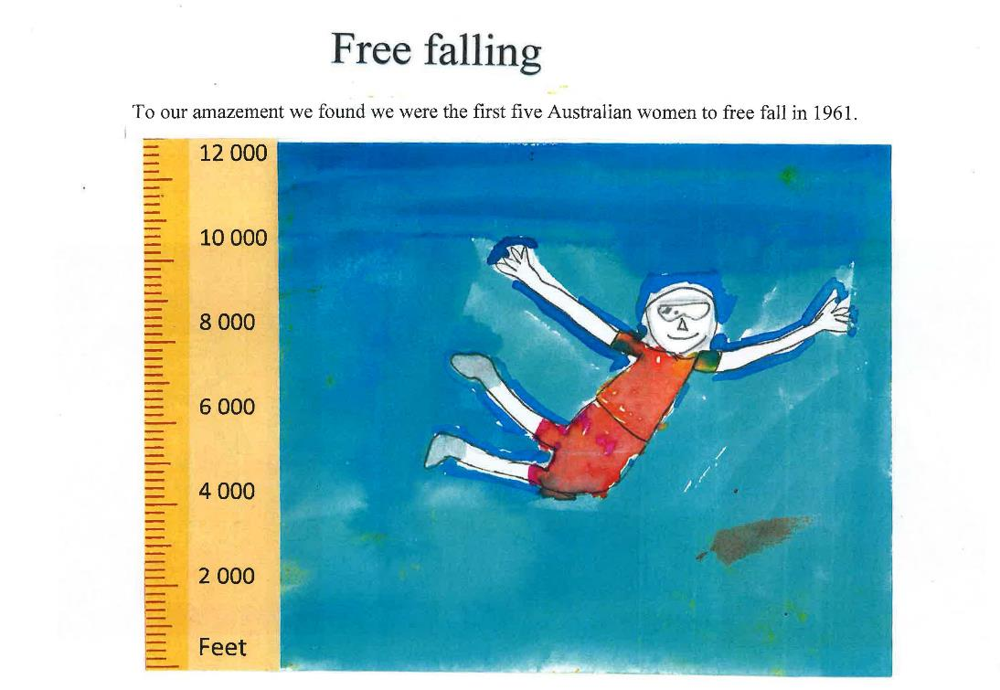 Free falling
To our amazement we found we were the first five Australian women to free fall in 1961.
12 000
10 000
8 000
6 000
4 000
2 000
Feet